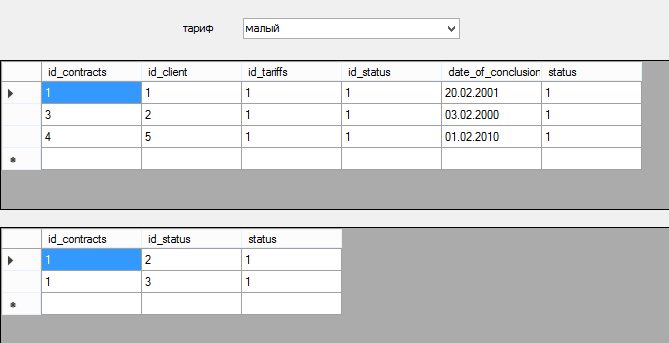 тариф малый
id_contracts id_client id_tariffs id_status date_of_conclusion status
1 1 1 1 20.02.2001 1
3 2 1 1 03.02.2000 1
4 5 1 1 01.02.2010 1
id_contracts id_status status
1 2 1
1 3 1